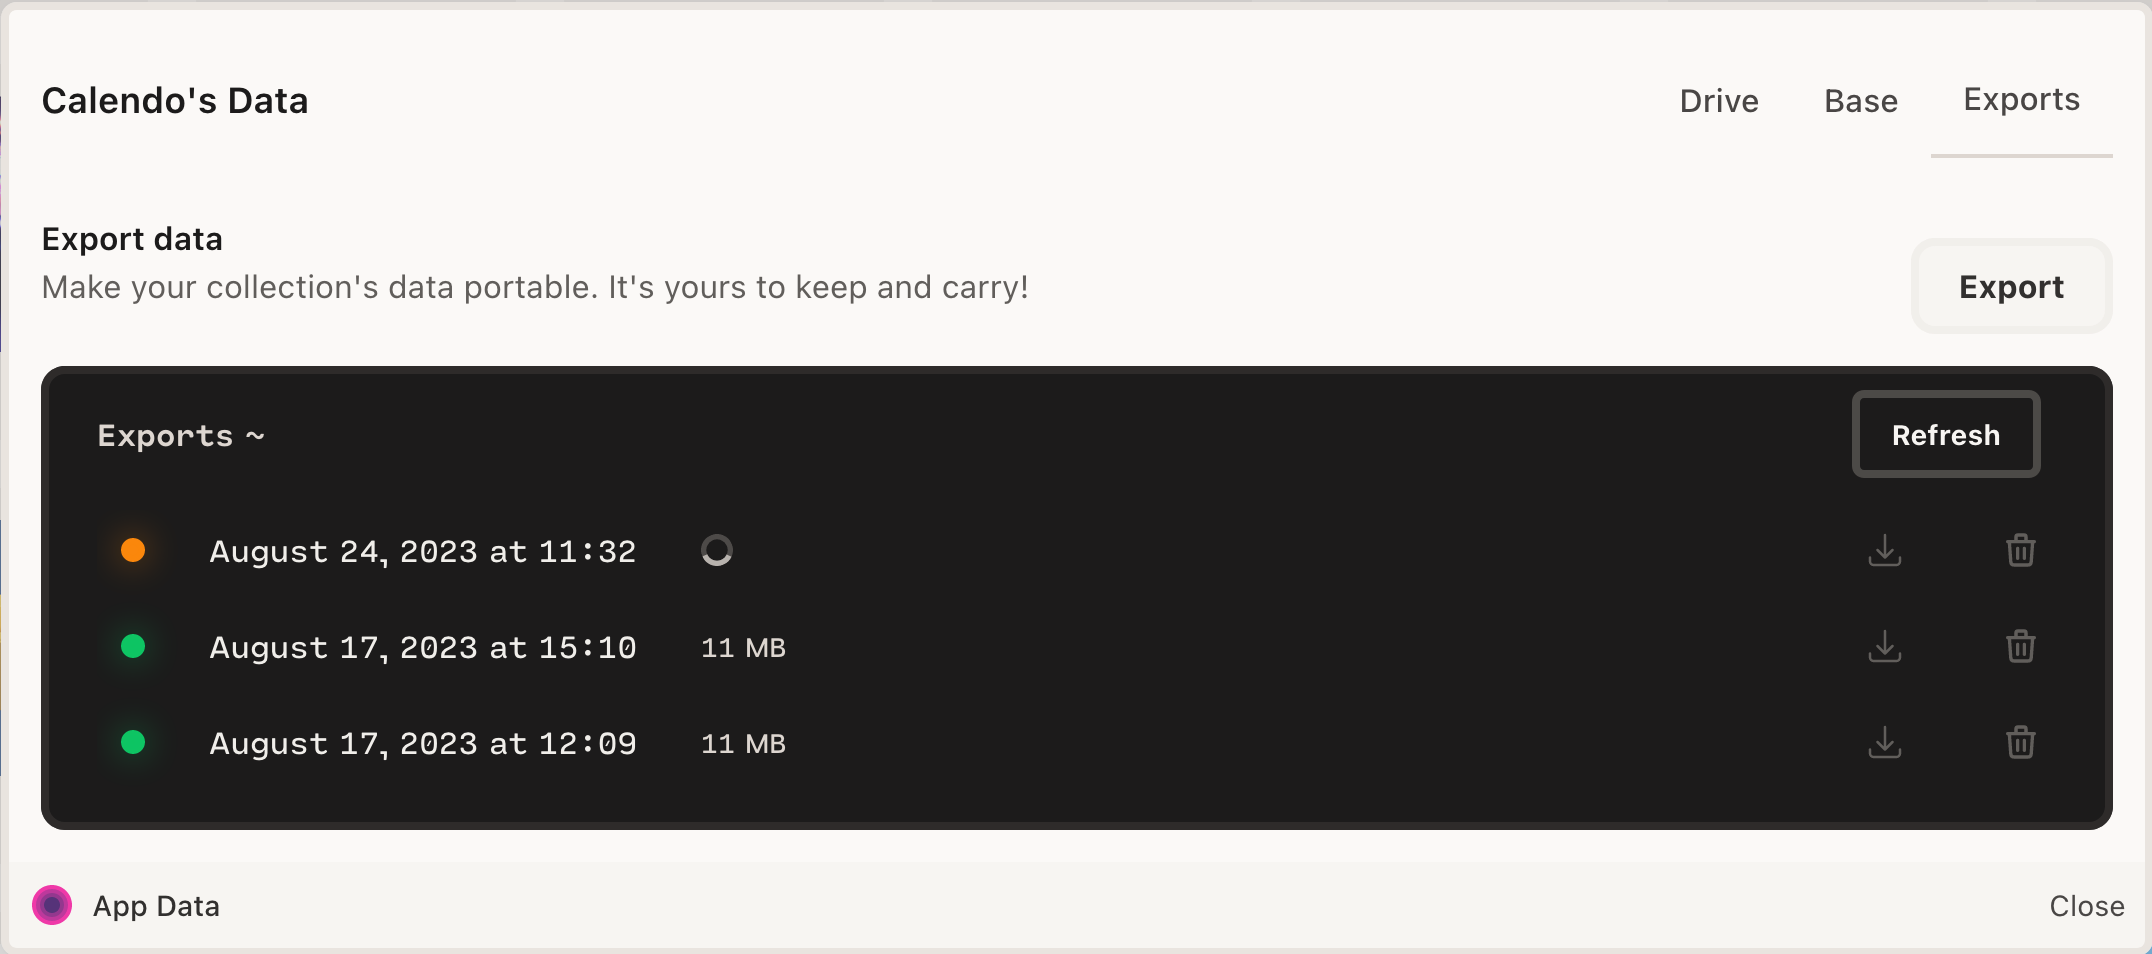 Calendo's Data
Drive
Base
Exports
Export data
Make your collection's data portable. It's yours to keep and carry!
Export
Exports ~
Refresh
August 24, 2023 at 11:32
August 17, 2023 at 15:10 11 MB
August 17, 2023 at 12:09 11 MB
App Data
Close